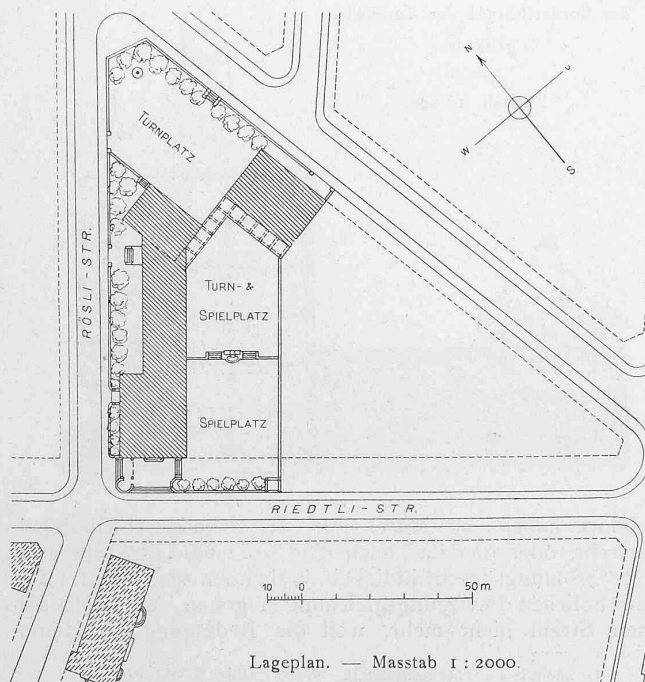 TURNPLATZ
N
O
W
S
RÖSLI-STR.
TURN- &
SPIELPLATZ
SPIELPLATZ
RIEDTLI-STR.
10 0 50 m
Lageplan. — Masstab 1 : 2000.